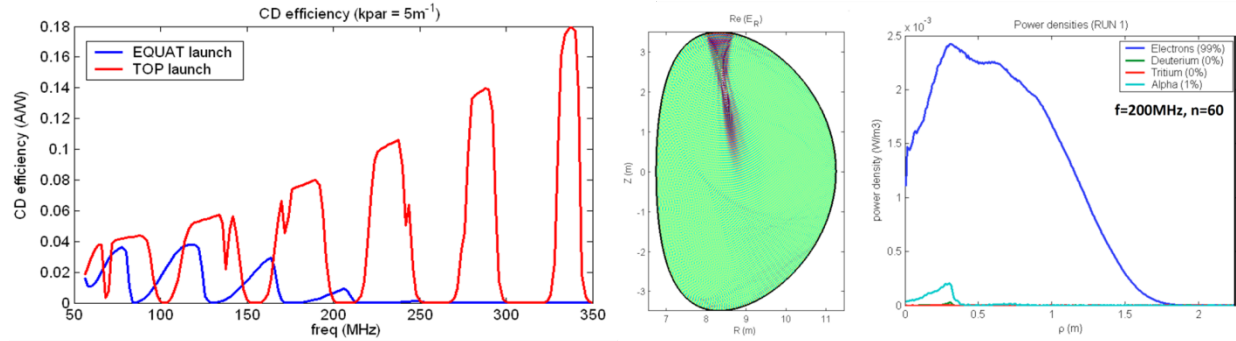 CD efficiency (kpar = 5m⁻¹)
CD efficiency (A/W)
0.18
0.16
0.14
0.12
0.1
0.08
0.06
0.04
0.02
0
EQUAT launch
TOP launch
50 100 150 200 250 300 350
freq (MHz)
Re (E_R)
Z (m)
3
2
1
0
-1
-2
-3
7 8 9 10 11
R (m)
Power densities (RUN 1)
x 10⁻³
power density (W/m3)
2.5
2
1.5
1
0.5
0
Electrons (99%)
Deuterium (0%)
Tritium (0%)
Alpha (1%)
f=200MHz, n=60
0 0.5 1 1.5 2
ρ (m)